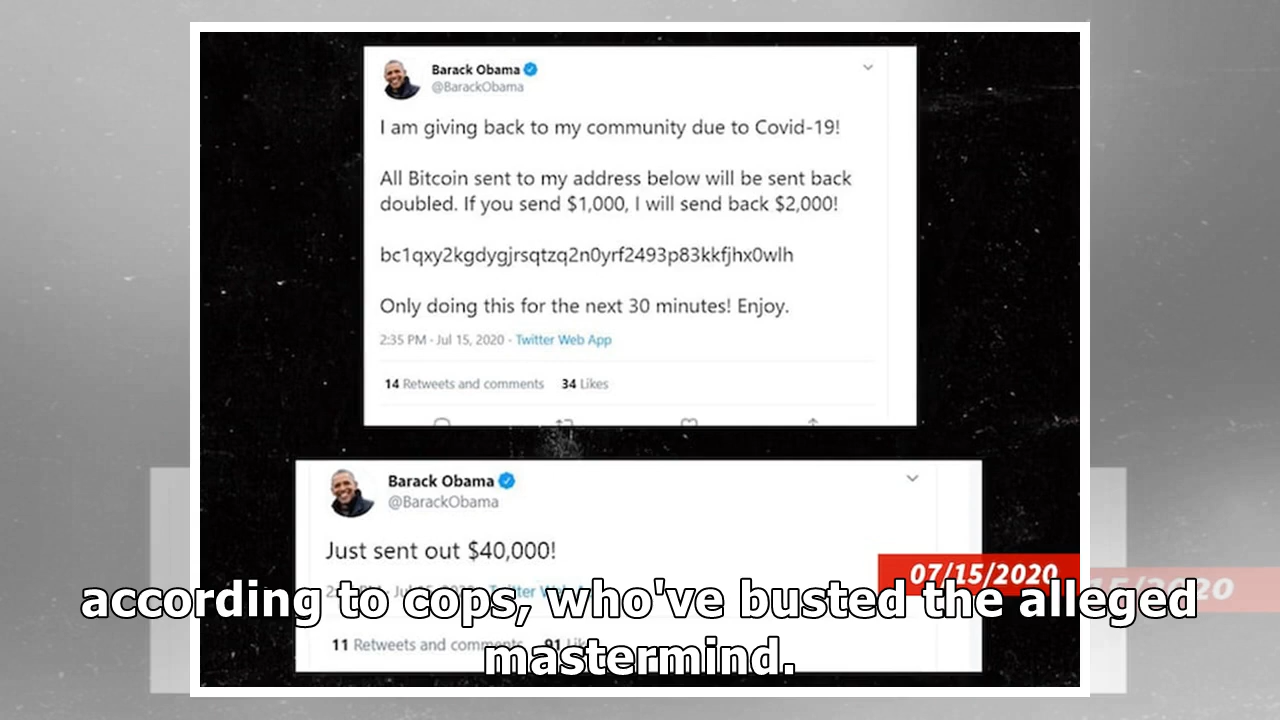 Barack Obama
@BarackObama
I am giving back to my community due to Covid-19!
All Bitcoin sent to my address below will be sent back
doubled. If you send $1,000, I will send back $2,000!
bc1qxy2kgdygjrsqtzq2n0yrf2493p83kkfjhx0wlh
Only doing this for the next 30 minutes! Enjoy.
2:35 PM · Jul 15, 2020 · Twitter Web App
14 Retweets and comments 34 Likes
Barack Obama
@BarackObama
Just sent out $40,000!
07/15/2020
according to cops, who've busted the alleged
11 Retweets and 91
mastermind.